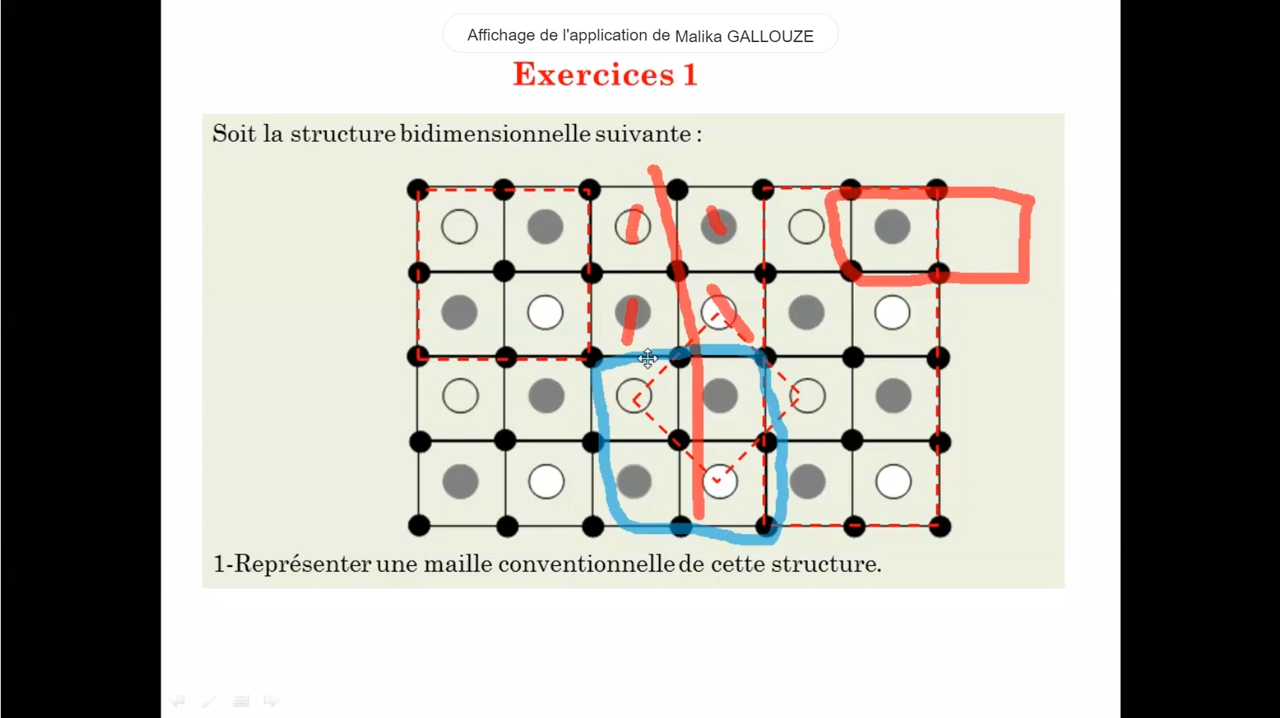 Affichage de l'application de Malika GALLOUZE
Exercices 1
Soit la structure bidimensionnelle suivante :
1-Représenter une maille conventionnelle de cette structure.